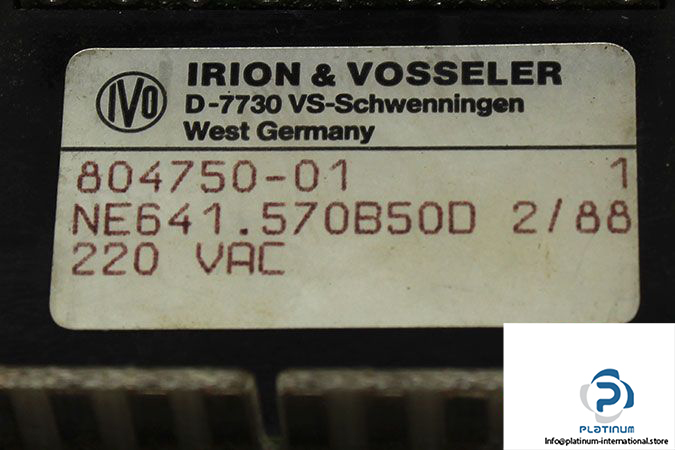 IVO
IRION & VOSSELER
D-7730 VS-Schwenningen
West Germany
804750-01 1
NE641.570B50D 2/88
220 VAC
PLATINUM
Info@platinum-international.store